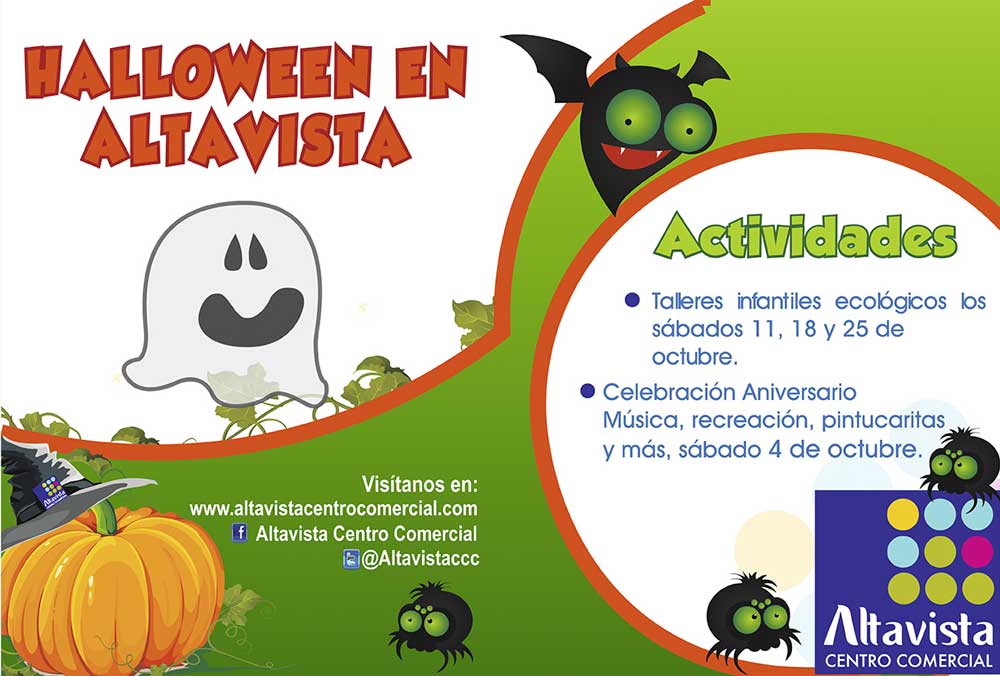 HALLOWEEN EN
ALTAVISTA
Actividades
Talleres infantiles ecológicos los
sábados 11, 18 y 25 de
octubre.
Celebración Aniversario
Música, recreación, pintucaritas
y más, sábado 4 de octubre.
Visítanos en:
www.altavistacentrocomercial.com
Altavista Centro Comercial
@Altavistaccc
Altavista
Altavista
CENTRO COMERCIAL